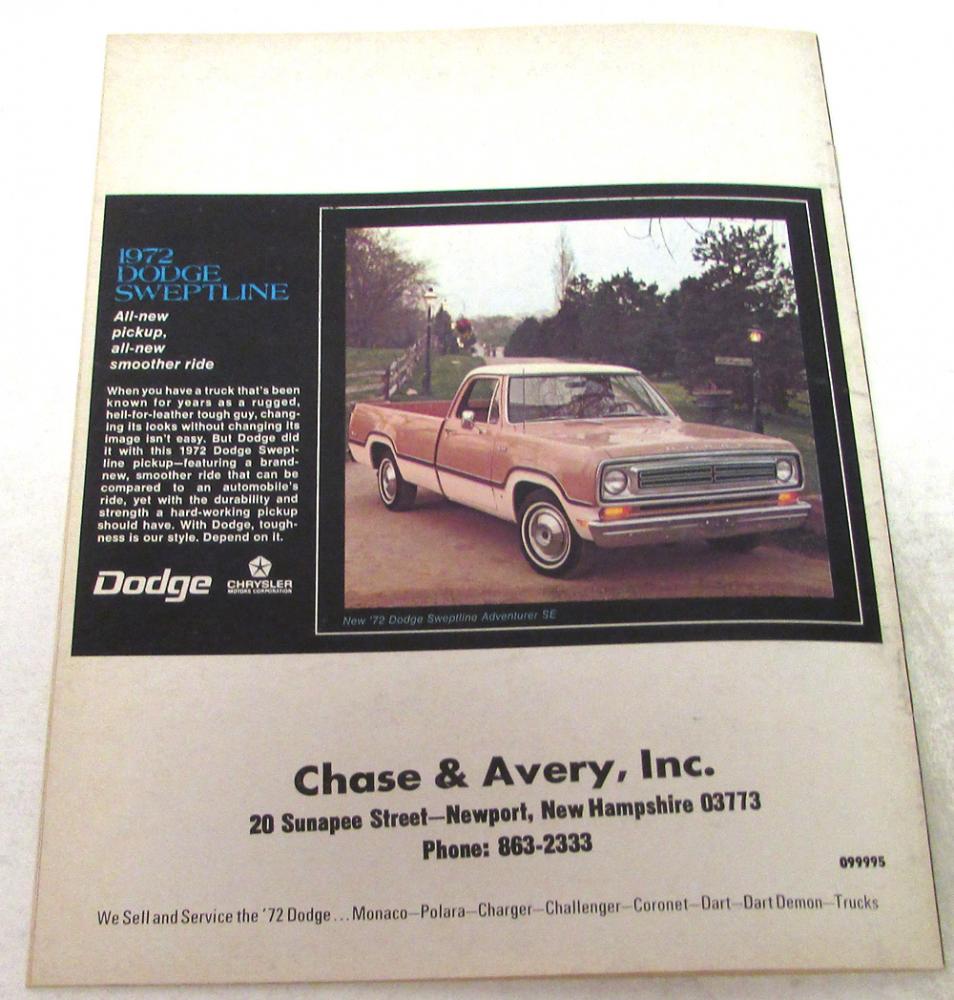 1972
DODGE
SWEPTLINE
All-new
pickup,
all-new
smoother ride
When you have a truck that's been
known for years as a rugged,
hell-for-leather tough guy, chang-
ing its looks without changing its
image isn't easy. But Dodge did
it with this 1972 Dodge Swept-
line pickup—featuring a brand-
new, smoother ride that can be
compared to an automobile's
ride, yet with the durability and
strength a hard-working pickup
should have. With Dodge, tough-
ness is our style. Depend on it.
Dodge
CHRYSLER
MOTORS CORPORATION
New '72 Dodge Sweptline Adventurer SE
Chase & Avery, Inc.
20 Sunapee Street—Newport, New Hampshire 03773
Phone: 863-2333
099995
We Sell and Service the '72 Dodge...Monaco—Polara—Charger—Challenger—Coronet—Dart—Dart Demon—Trucks